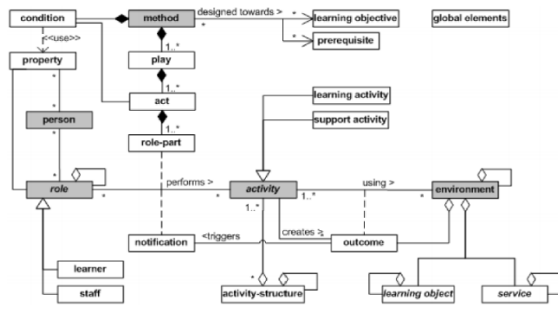 condition
method
designed towards >
*
*
learning objective
global elements
<<use>>
*
prerequisite
property
1..*
play
*
1..*
learning activity
person
act
support activity
*
1..*
role-part
*
role
*
performes >
*
activity
1..*
using >
*
environment
1..*
notification
<triggers
creates >
*
outcome
learner
staff
*
activity-structure
learning object
service